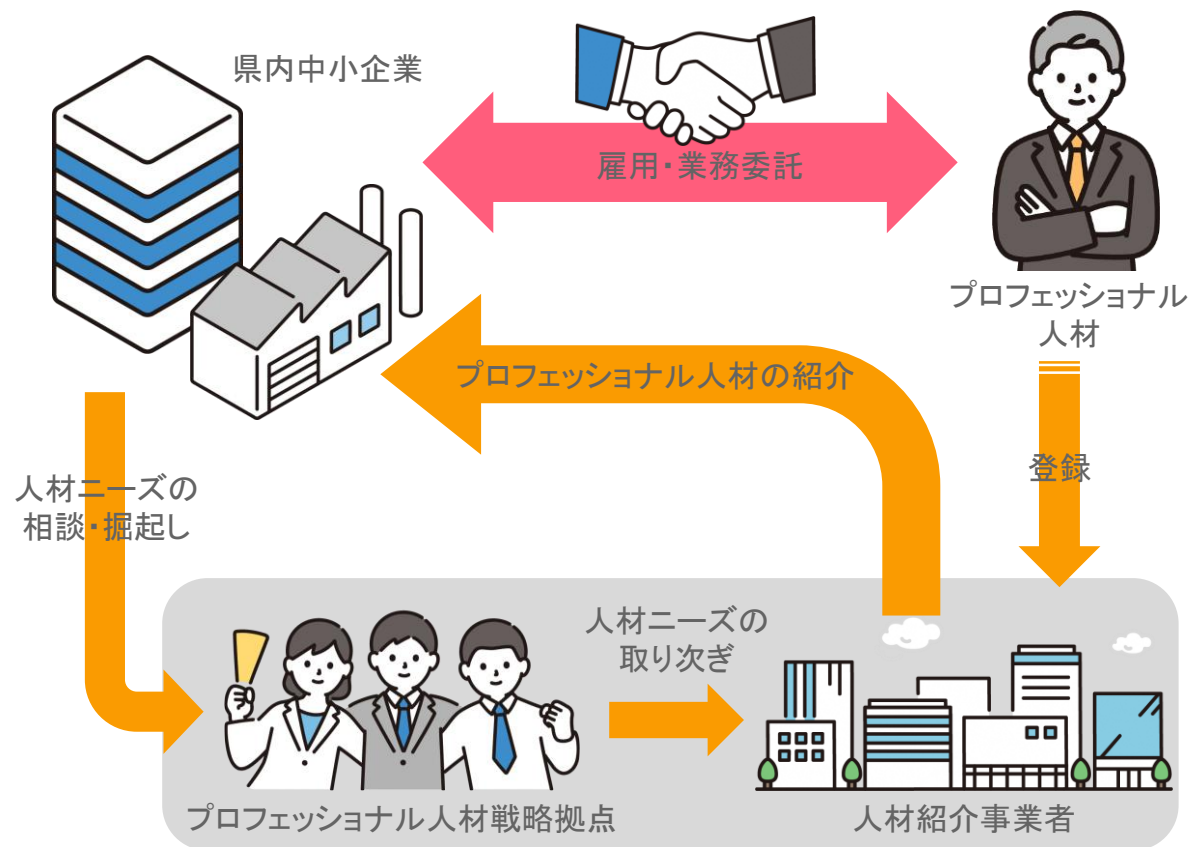 県内中小企業
雇用・業務委託
プロフェッショナル
人材
プロフェッショナル人材の紹介
登録
人材ニーズの
相談・掘起し
人材ニーズの
取り次ぎ
プロフェッショナル人材戦略拠点
人材紹介事業者